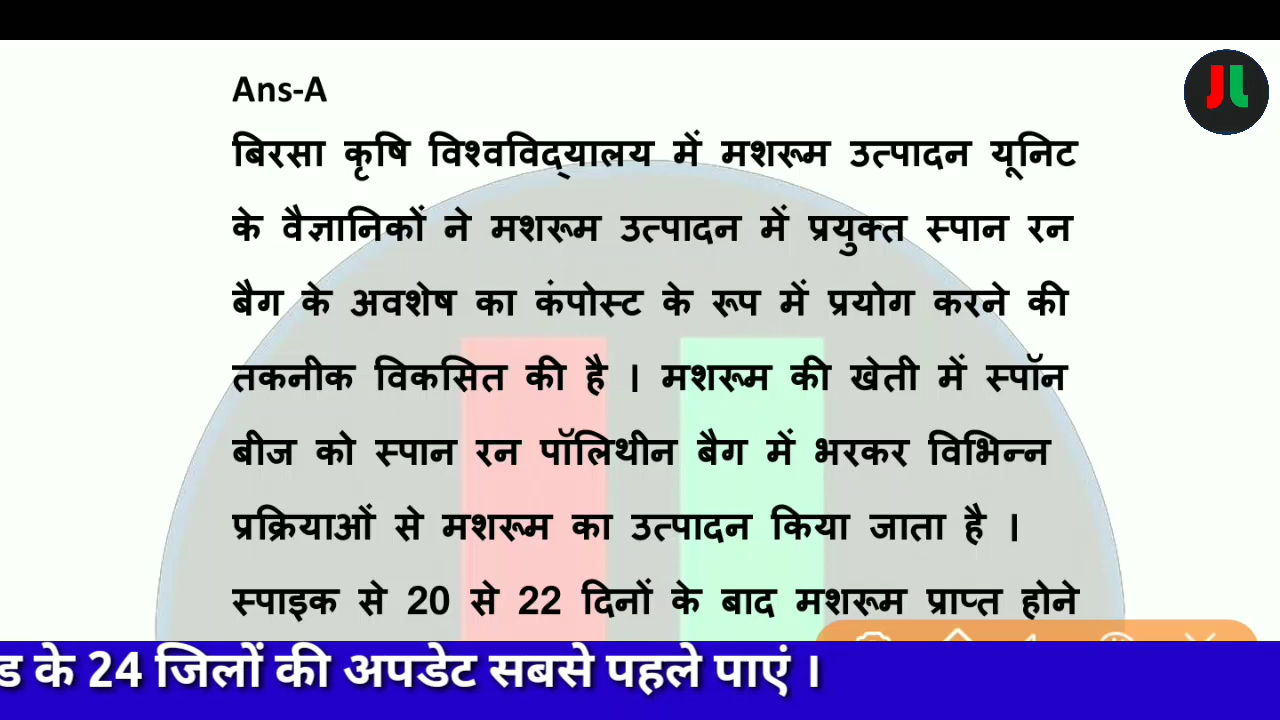 Ans-A
बिरसा कृषि विश्वविद्यालय में मशरूम उत्पादन यूनिट
के वैज्ञानिकों ने मशरूम उत्पादन में प्रयुक्त स्पान रन
बैग के अवशेष का कंपोस्ट के रूप में प्रयोग करने की
तकनीक विकसित की है । मशरूम की खेती में स्पॉन
बीज को स्पान रन पॉलिथीन बैग में भरकर विभिन्न
प्रक्रियाओं से मशरूम का उत्पादन किया जाता है ।
स्पाइक से 20 से 22 दिनों के बाद मशरूम प्राप्त होने
के 24 जिलों की अपडेट सबसे पहले पाएं ।